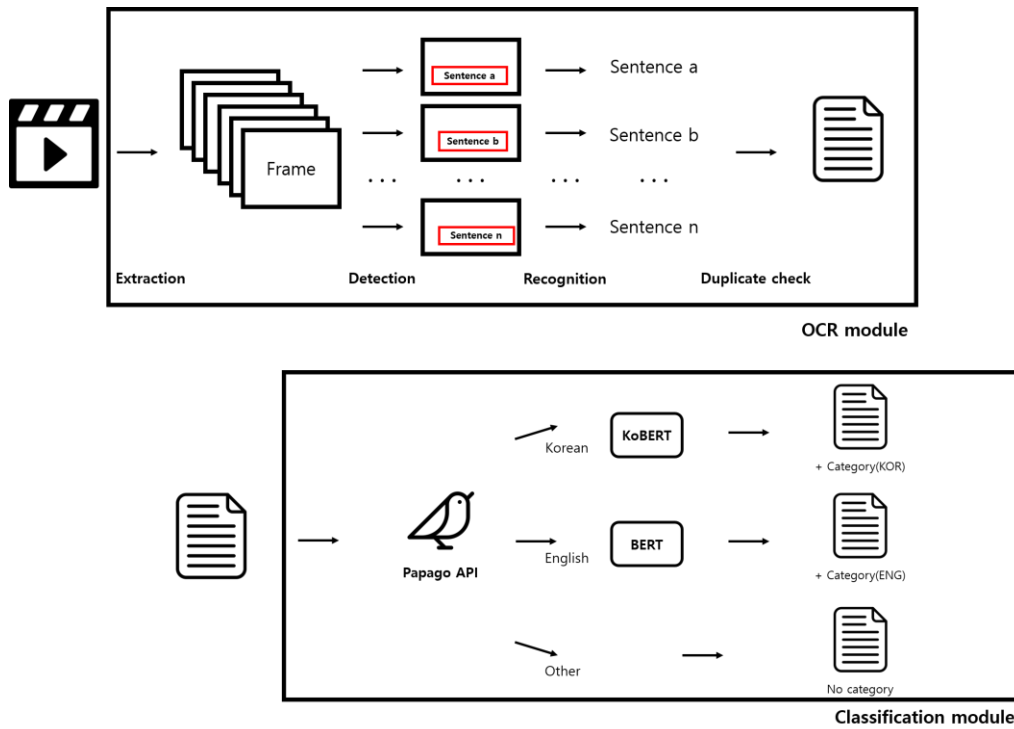 Sentence a
Sentence a
Sentence b
Sentence b
Frame
. . .
. . .
. . .
. . .
Sentence n
Sentence n
Extraction
Detection
Recognition
Duplicate check
OCR module
Korean
KoBERT
+ Category(KOR)
Papago API
English
BERT
+ Category(ENG)
Other
No category
Classification module